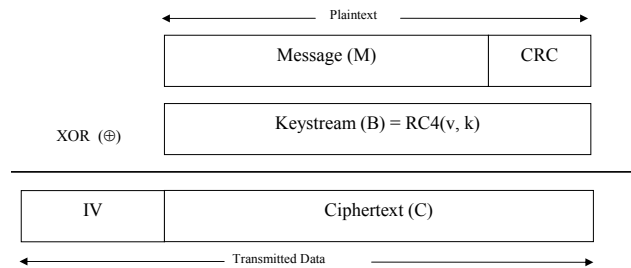 Plaintext
Message (M) CRC
XOR (⊕) Keystream (B) = RC4(v, k)
IV Ciphertext (C)
Transmitted Data